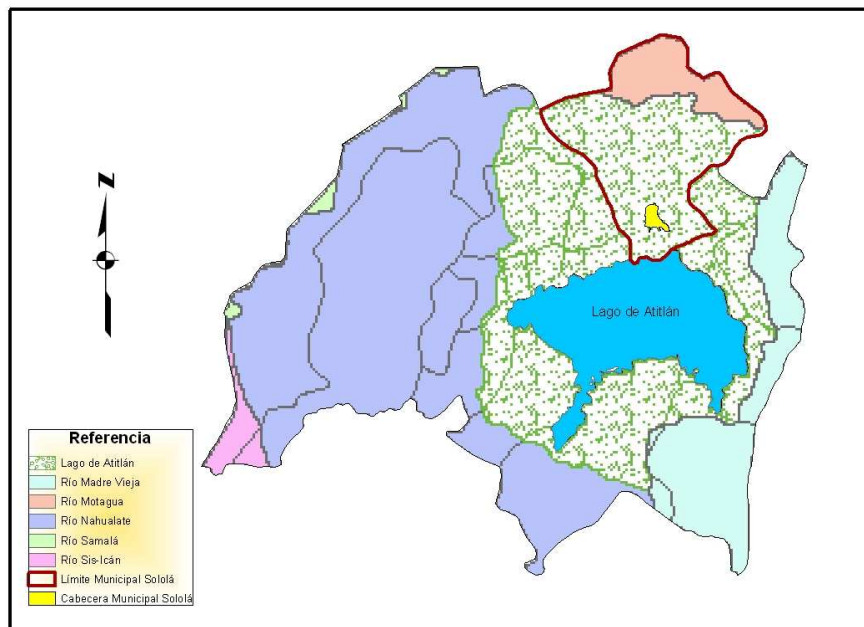 N
Lago de Atitlán
Referencia
Lago de Atitlán
Río Madre Vieja
Río Motagua
Río Nahualate
Río Samalá
Río Sis-Icán
Límite Municipal Sololá
Cabecera Municipal Sololá